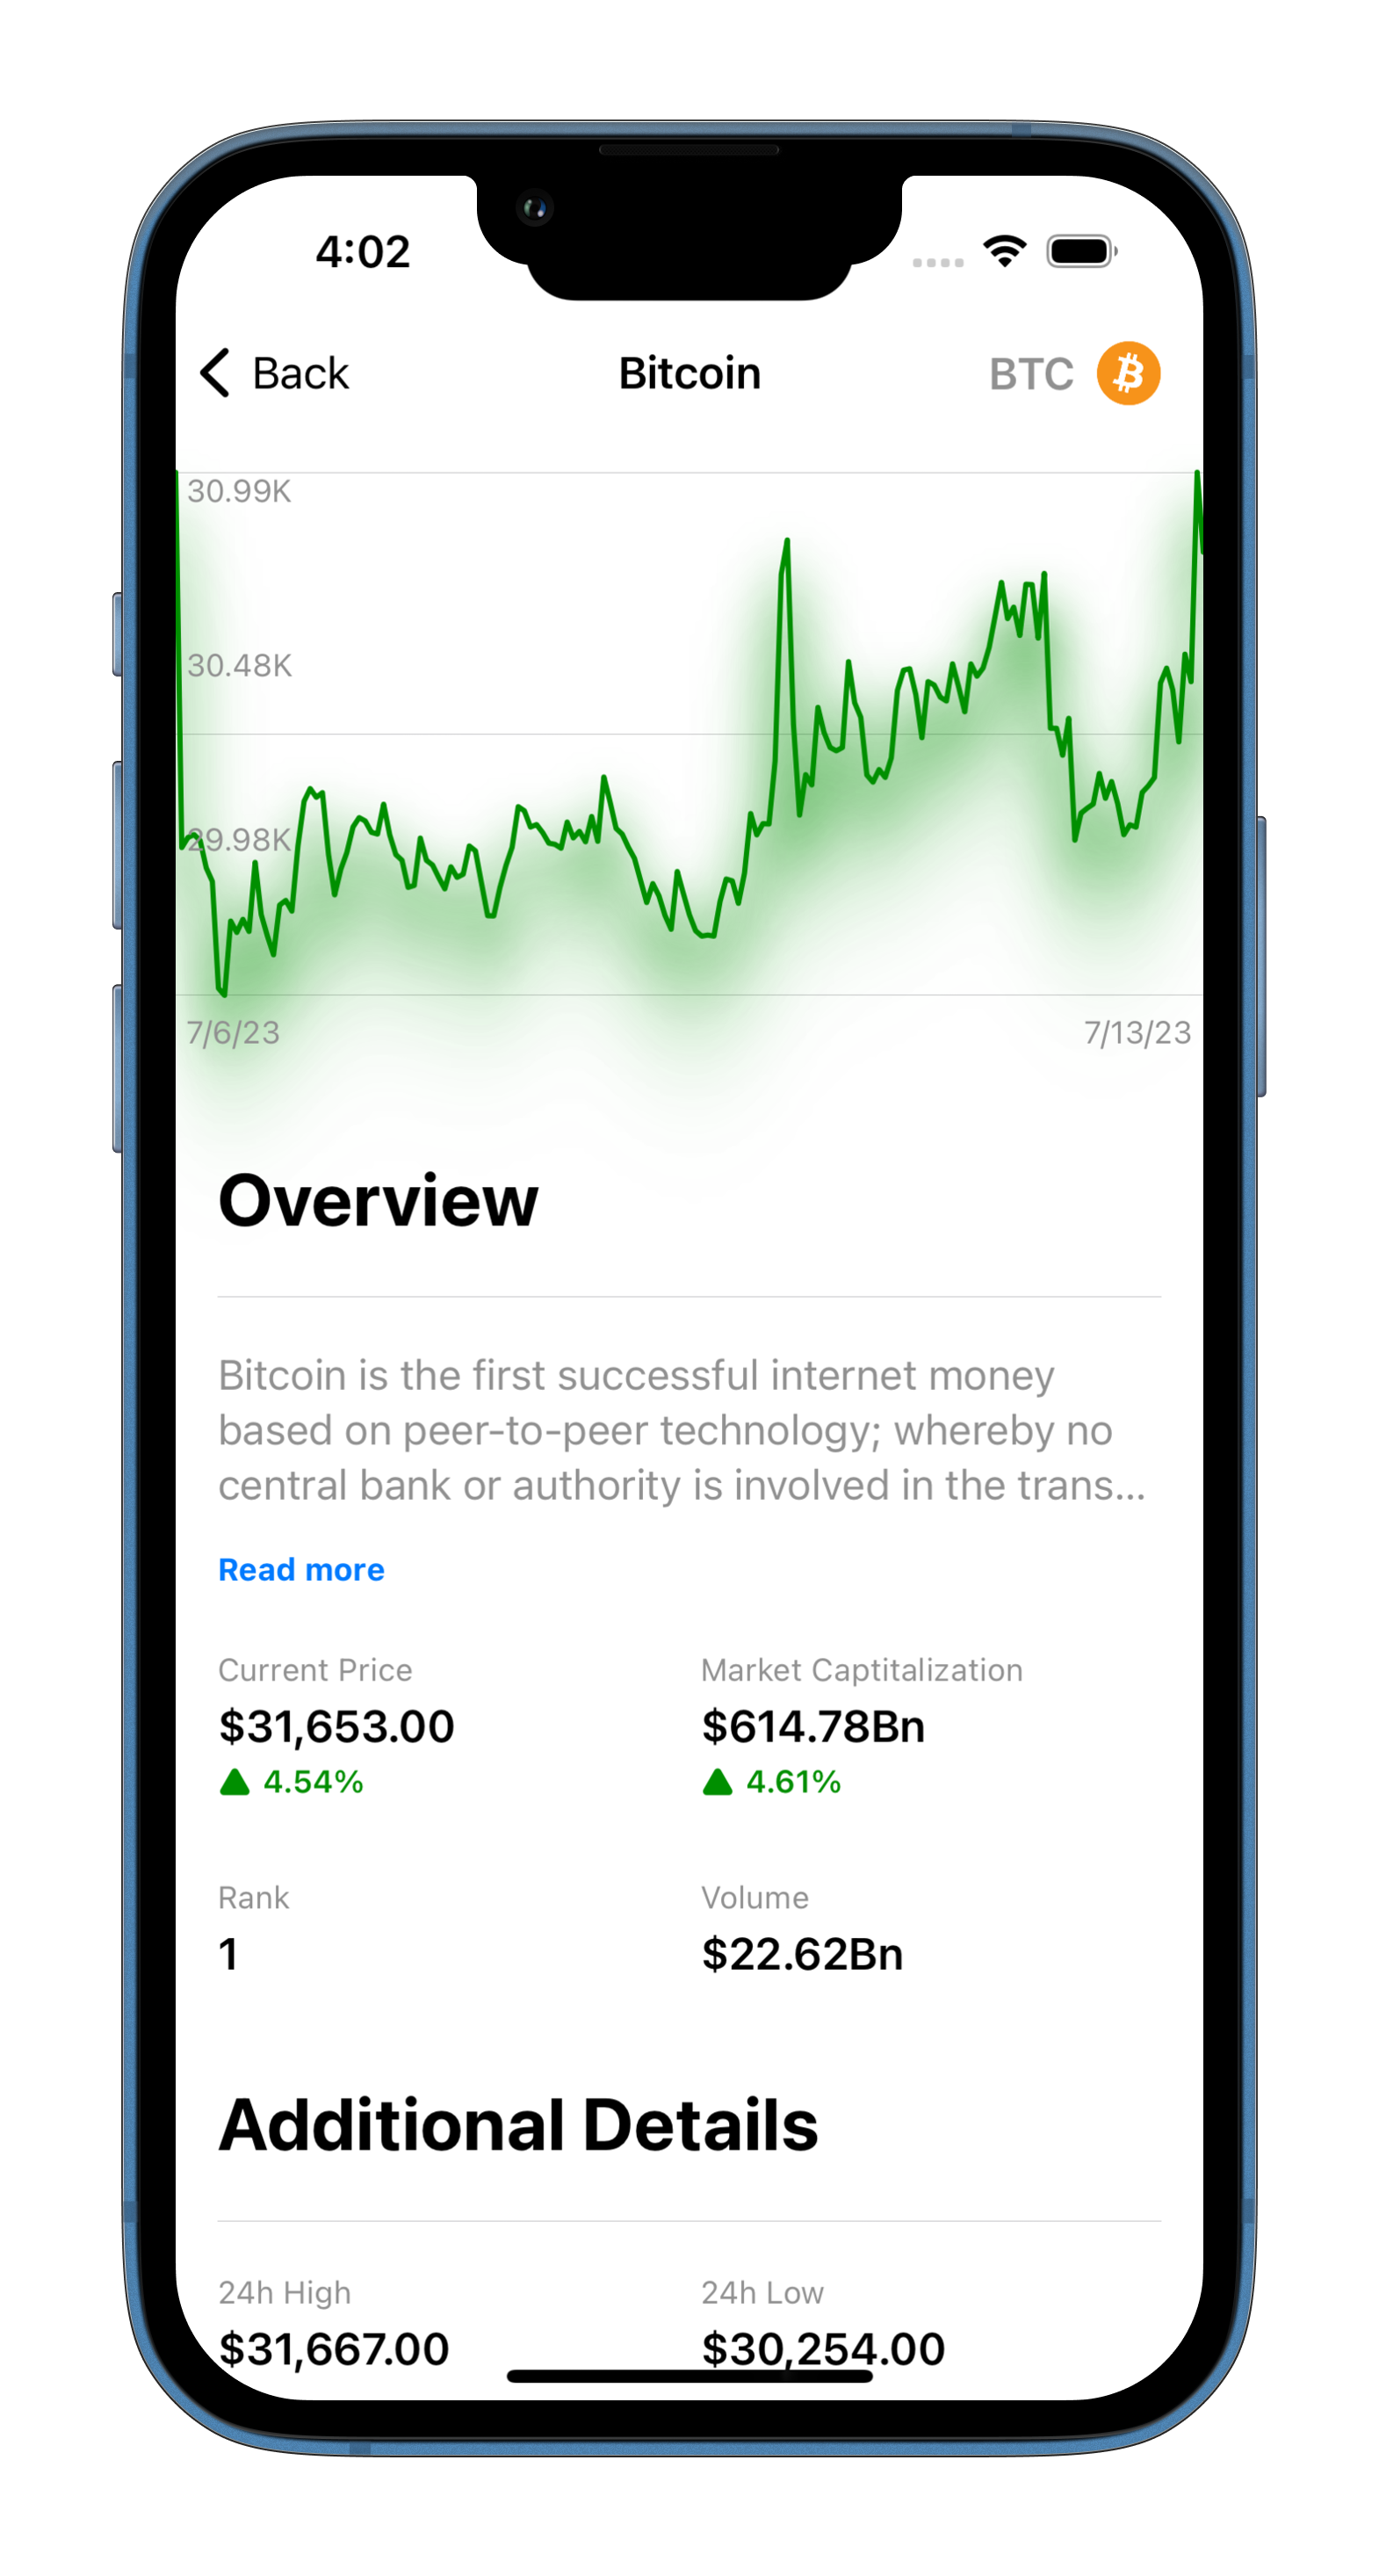 4:02
Back
Bitcoin
BTC
30.99K
30.48K
29.98K
7/6/23
7/13/23
Overview
Bitcoin is the first successful internet money
based on peer-to-peer technology; whereby no
central bank or authority is involved in the trans...
Read more
Current Price
Market Captitalization
$31,653.00
$614.78Bn
4.54%
4.61%
Rank
Volume
1
$22.62Bn
Additional Details
24h High
24h Low
$31,667.00
$30,254.00